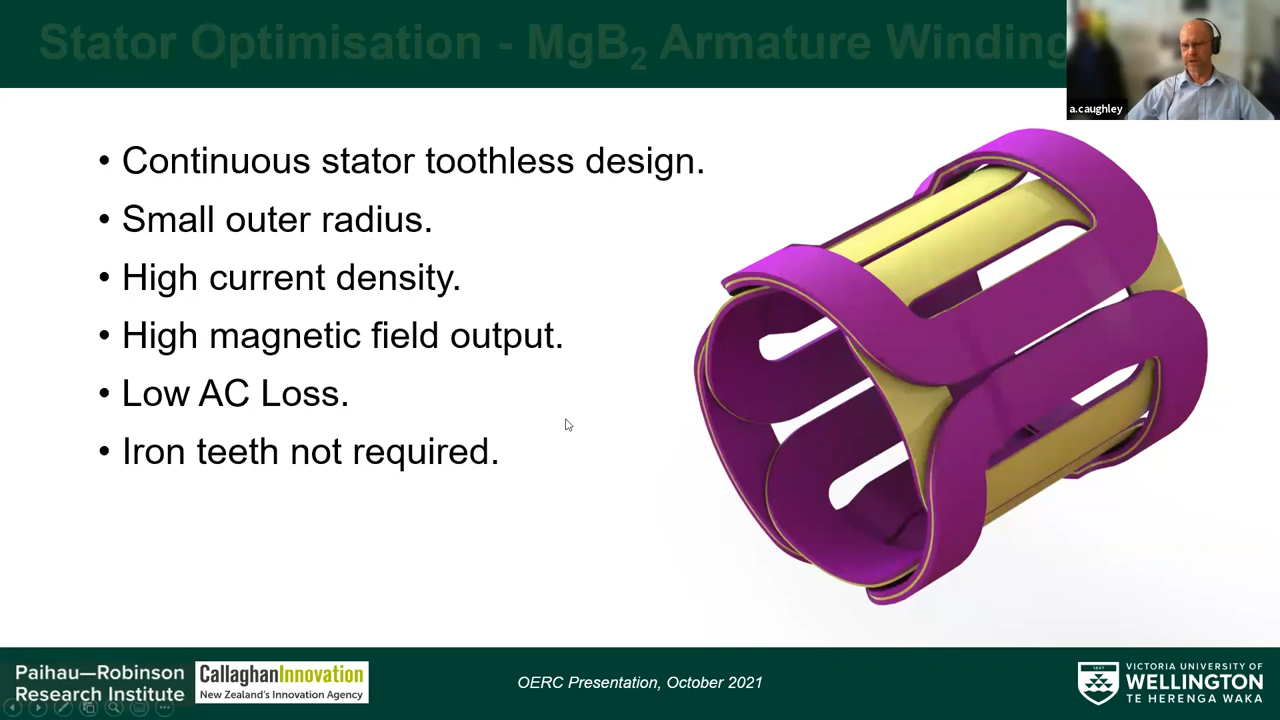 Stator Optimisation - MgB₂ Armature Winding
a.caughley
• Continuous stator toothless design.
• Small outer radius.
• High current density.
• High magnetic field output.
• Low AC Loss.
• Iron teeth not required.
Paihau—Robinson
Research Institute
CallaghanInnovation
New Zealand's Innovation Agency
OERC Presentation, October 2021
1897
VICTORIA UNIVERSITY OF
WELLINGTON
TE HERENGA WAKA